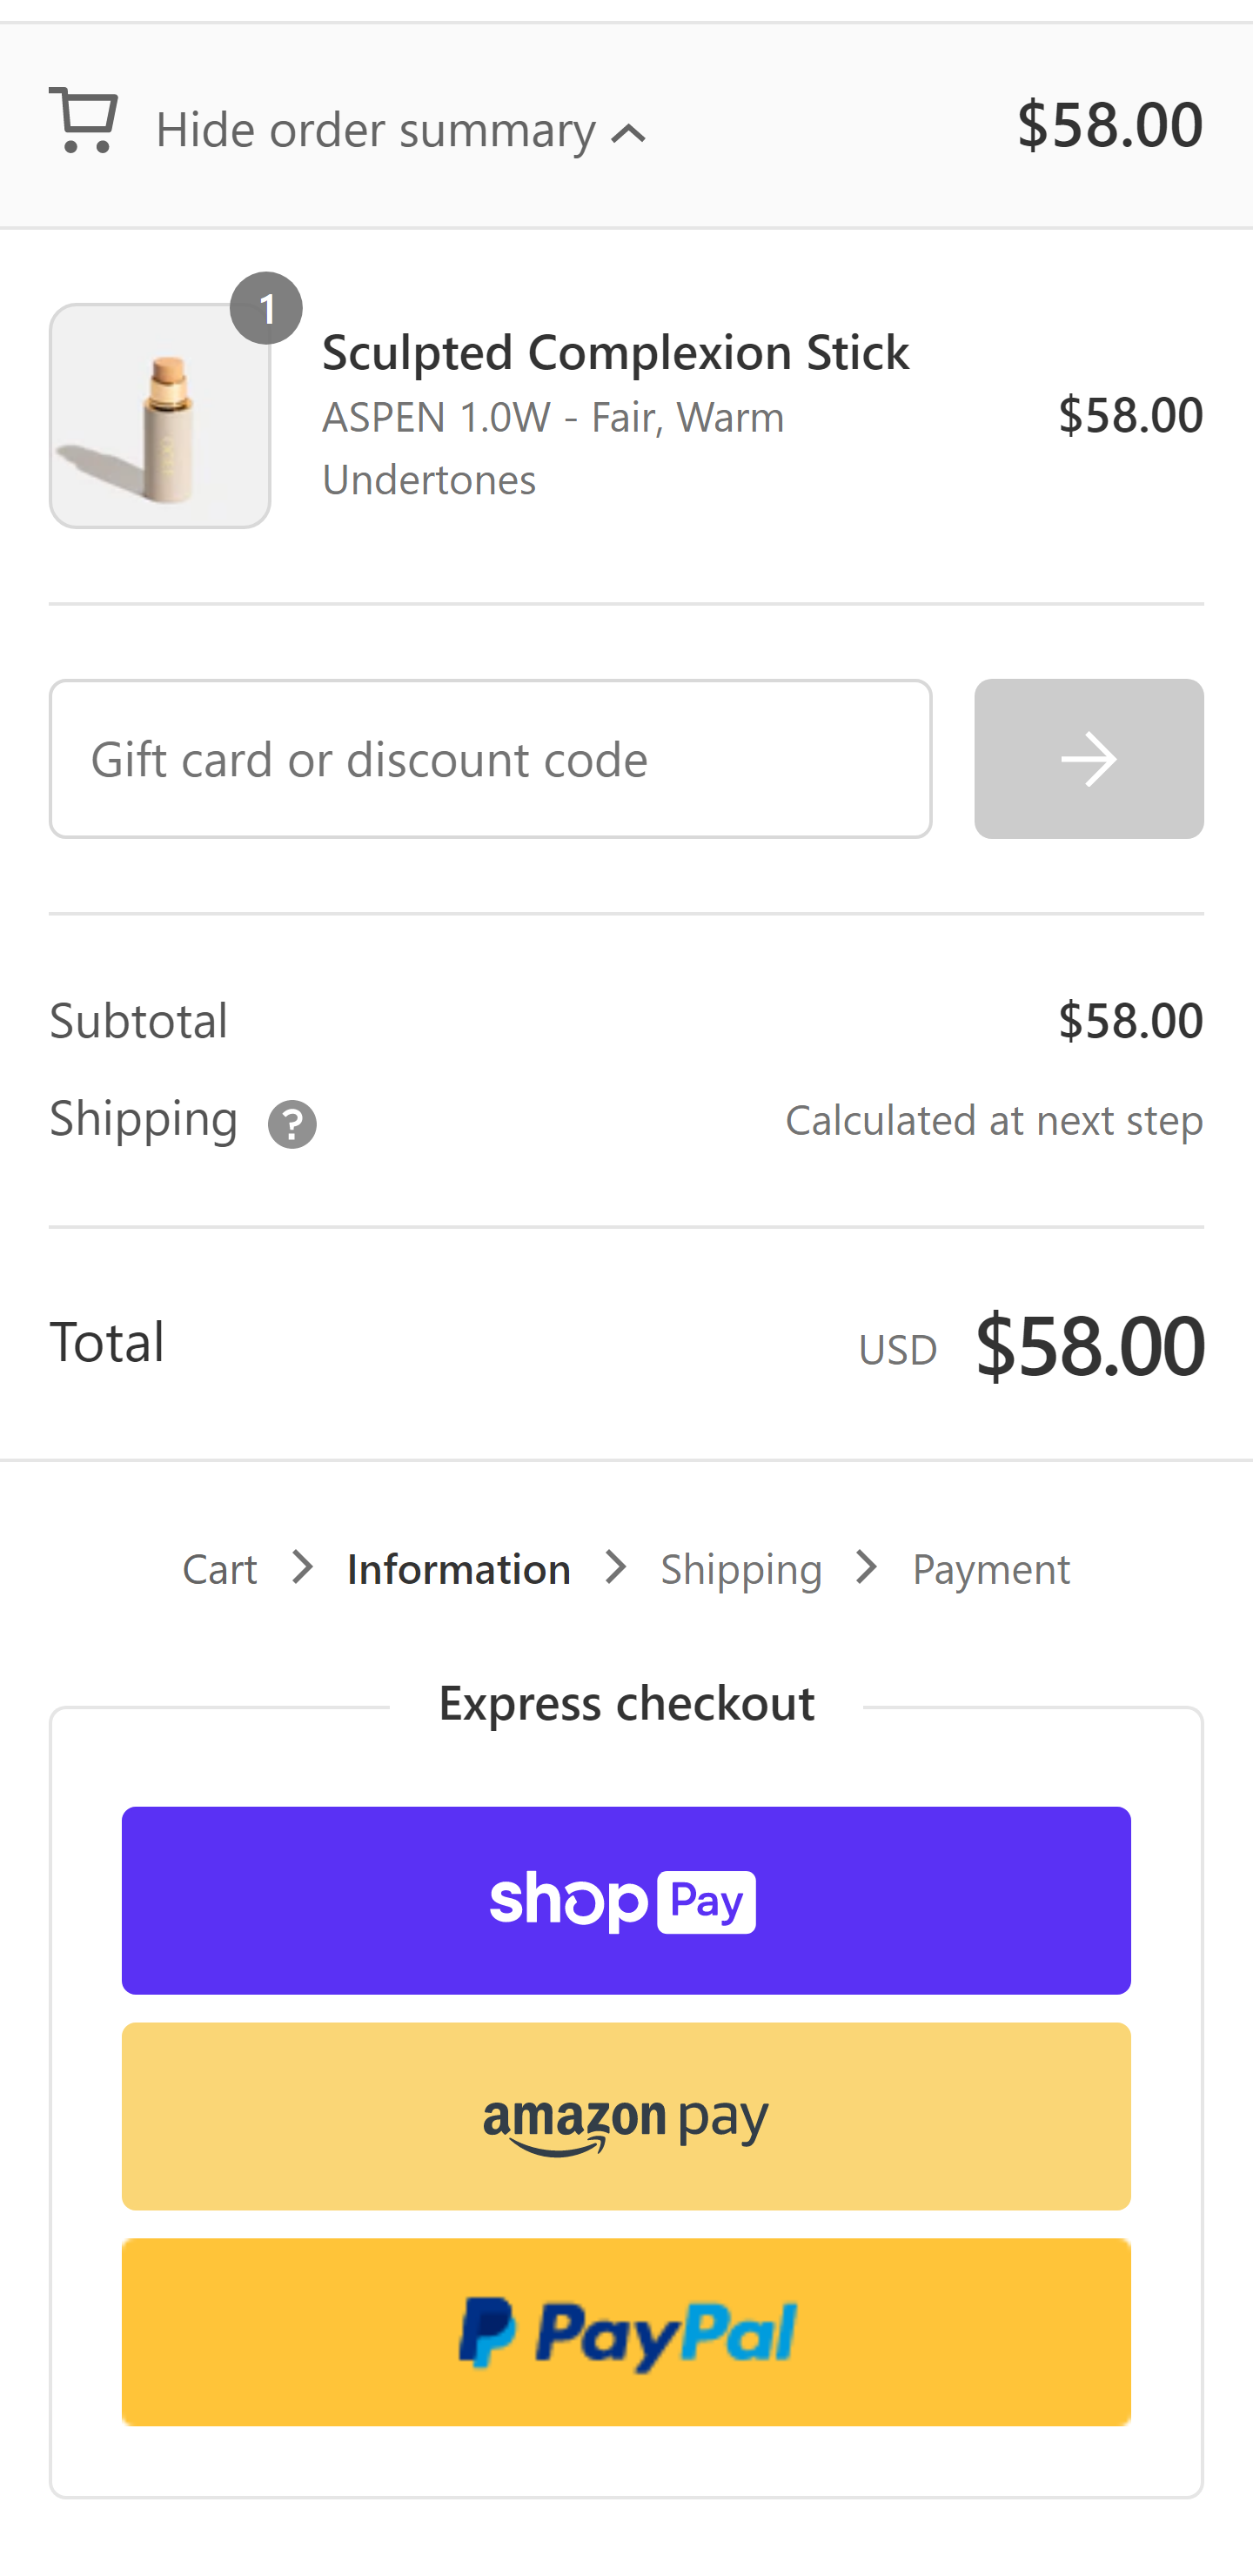 Hide order summary
$58.00
1
Sculpted Complexion Stick
ASPEN 1.0W - Fair, Warm
Undertones
$58.00
Gift card or discount code
Subtotal
$58.00
Shipping ?
Calculated at next step
Total
USD $58.00
Cart > Information > Shipping > Payment
Express checkout
shop Pay
amazon pay
PayPal